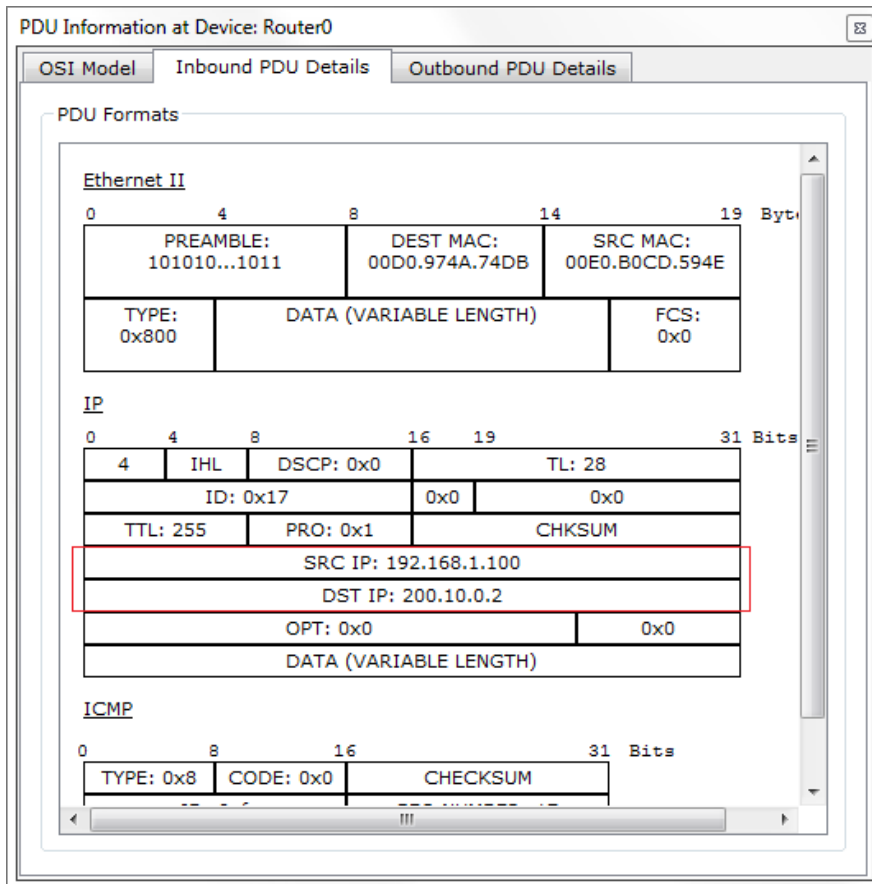 PDU Information at Device: Router0
OSI Model Inbound PDU Details Outbound PDU Details
PDU Formats
Ethernet II
0 4 8 14 19 Byte
PREAMBLE: DEST MAC: SRC MAC:
101010...1011 00D0.974A.74DB 00E0.B0CD.594E
TYPE: DATA (VARIABLE LENGTH) FCS:
0x800 0x0
IP
0 4 8 16 19 31 Bits
4 IHL DSCP: 0x0 TL: 28
ID: 0x17 0x0 0x0
TTL: 255 PRO: 0x1 CHKSUM
SRC IP: 192.168.1.100
DST IP: 200.10.0.2
OPT: 0x0 0x0
DATA (VARIABLE LENGTH)
ICMP
0 8 16 31 Bits
TYPE: 0x8 CODE: 0x0 CHECKSUM